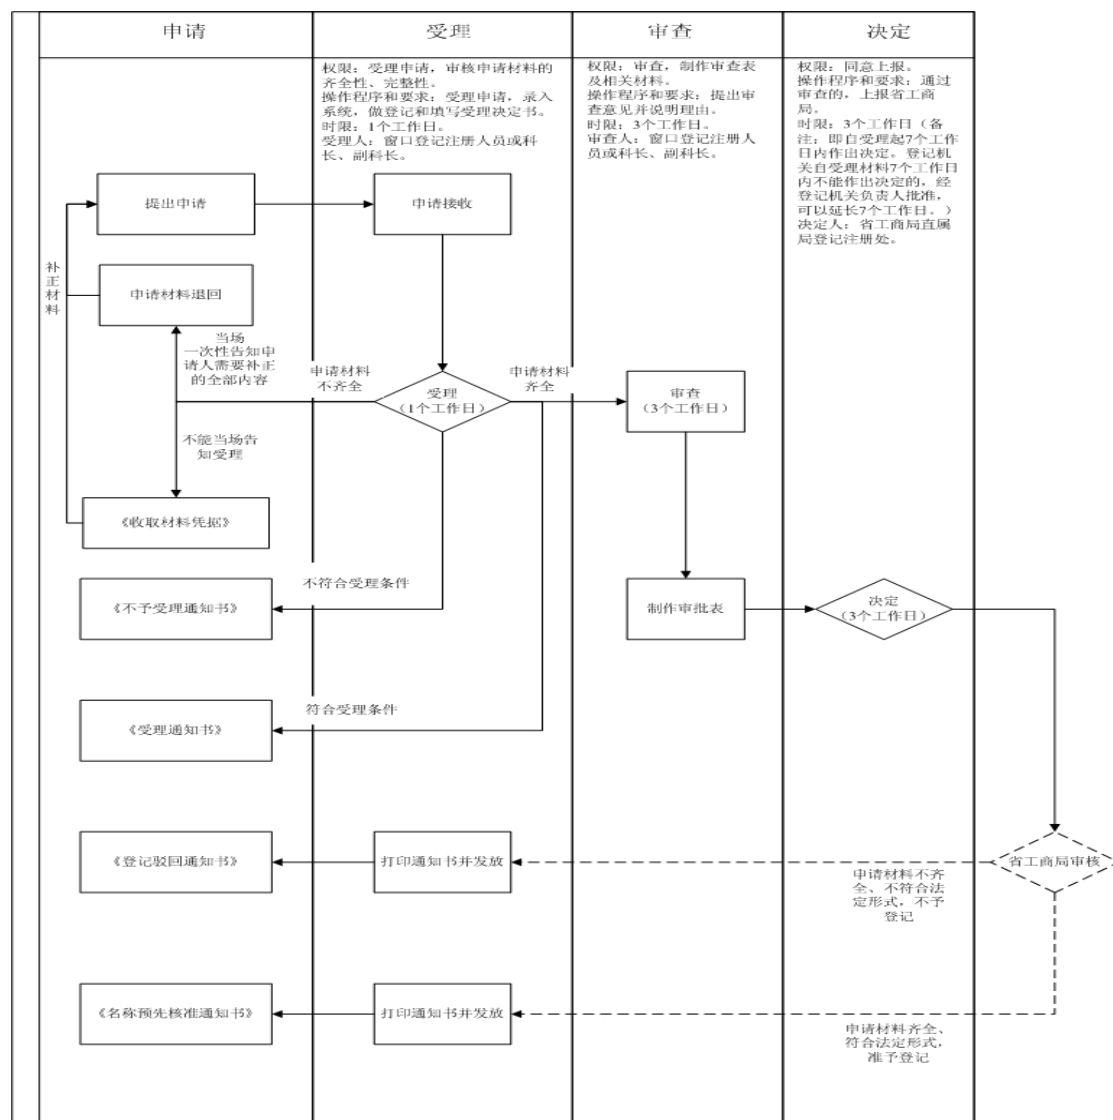 申请
受理
审查
决定
权限：受理申请，审核申请材料的
齐全性、完整性。
操作程序和要求：受理申请，录入
系统，做登记和填写受理决定书。
时限：1个工作日。
受理人：窗口登记注册人员或科
长、副科长。
权限：审查，制作审查表
及相关材料。
操作程序和要求：提出审
查意见并说明理由。
时限：3个工作日。
审查人：窗口登记注册人
员或科长、副科长。
权限：同意上报。
操作程序和要求：通过
审查的，上报省工商
局。
时限：3个工作日（备
注：即自受理起7个工作
日内作出决定。登记机
关自受理材料7个工作日
内不能作出决定的，经
登记机关负责人批准，
可以延长7个工作日。）
决定人：省工商局直属
局登记注册处。
提出申请
申请接收
补
正
材
料
申请材料退回
当场
一次性告知申
请人需要补正
的全部内容
申请材料
不齐全
受理
（1个工作日）
申请材料
齐全
审查
（3个工作日）
不能当场告
知受理
《收取材料凭据》
不符合受理条件
《不予受理通知书》
制作审批表
决定
（3个工作日）
符合受理条件
《受理通知书》
《登记驳回通知书》
打印通知书并发放
省工商局审核
申请材料不齐
全、不符合法
定形式，不予
登记
《名称预先核准通知书》
打印通知书并发放
申请材料齐全、
符合法定形式，
准予登记